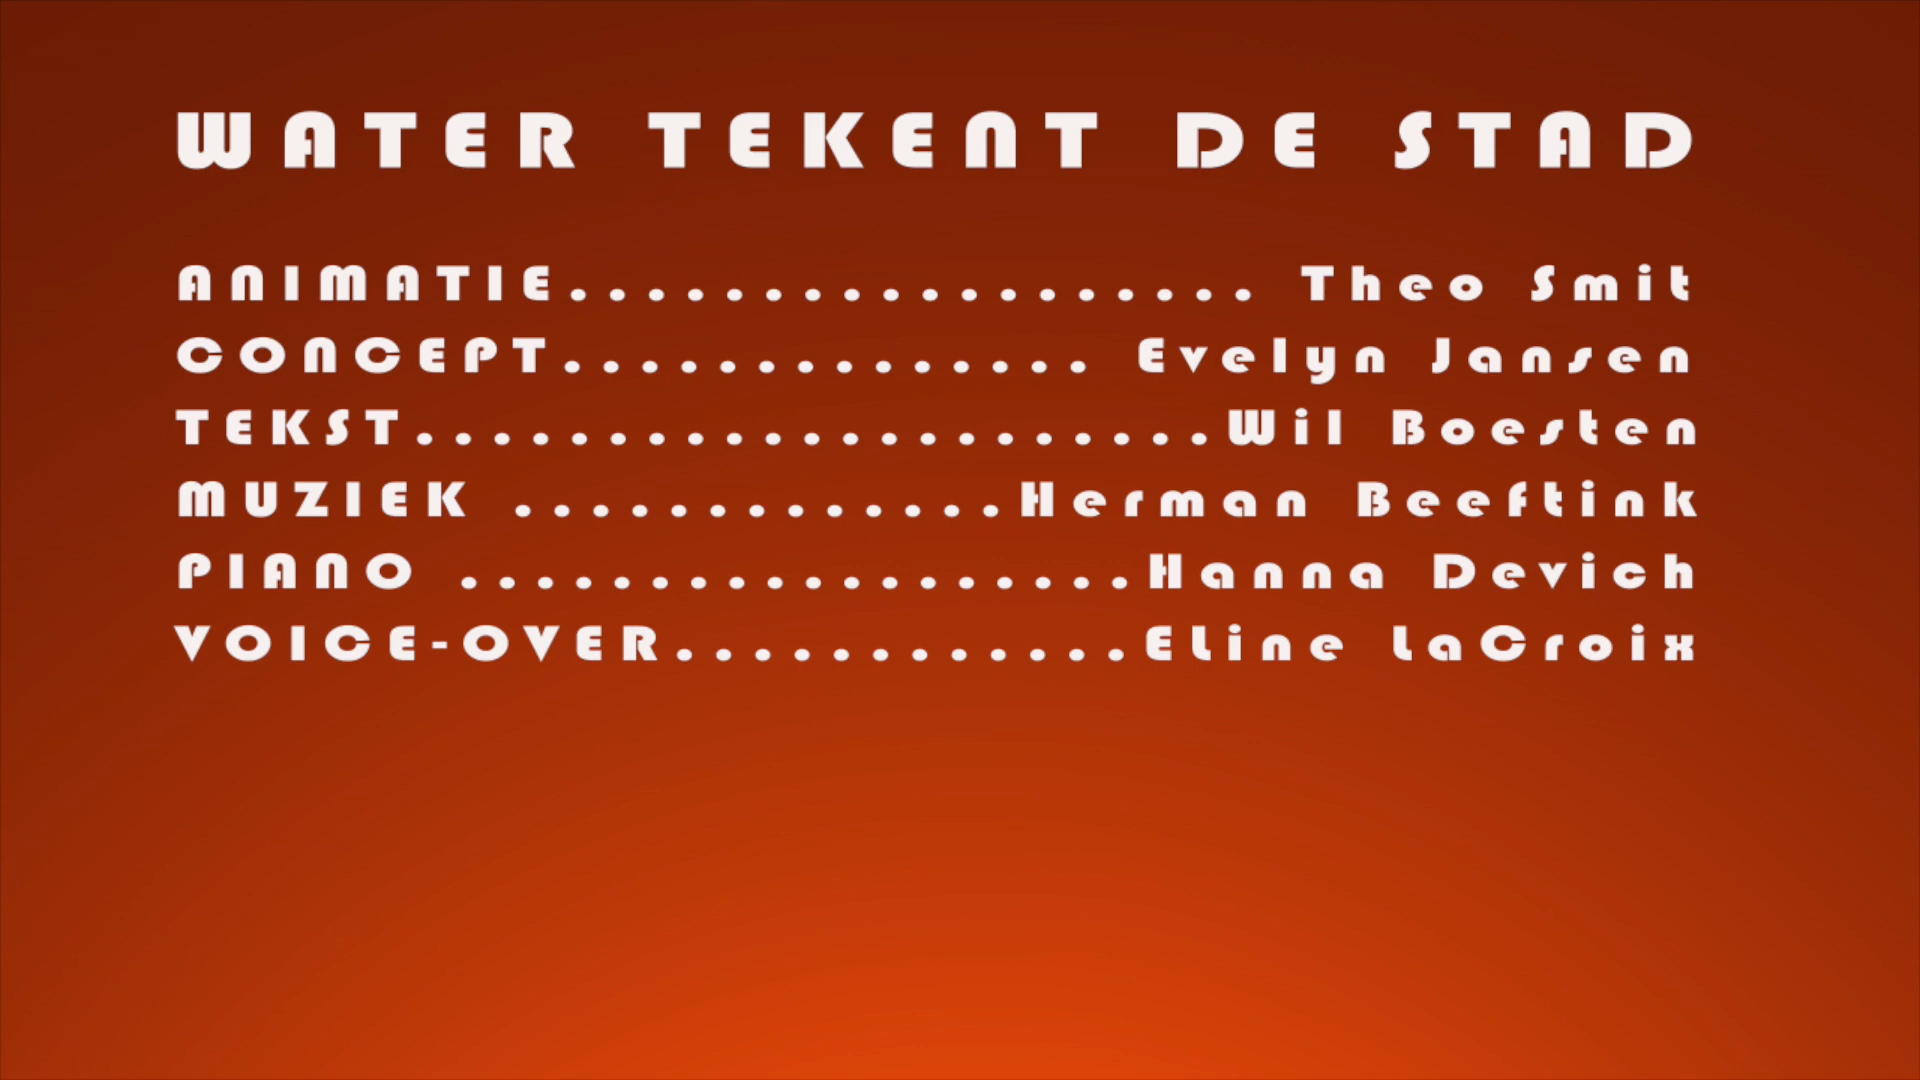 WATER TEKENT DE STAD
ANIMATIE.................. Theo Smit
CONCEPT.............. Evelyn Jansen
TEKST.....................Wil Boesten
MUZIEK .............Herman Beeftink
PIANO ..................Hanna Devich
VOICE-OVER............ELine LaCroix